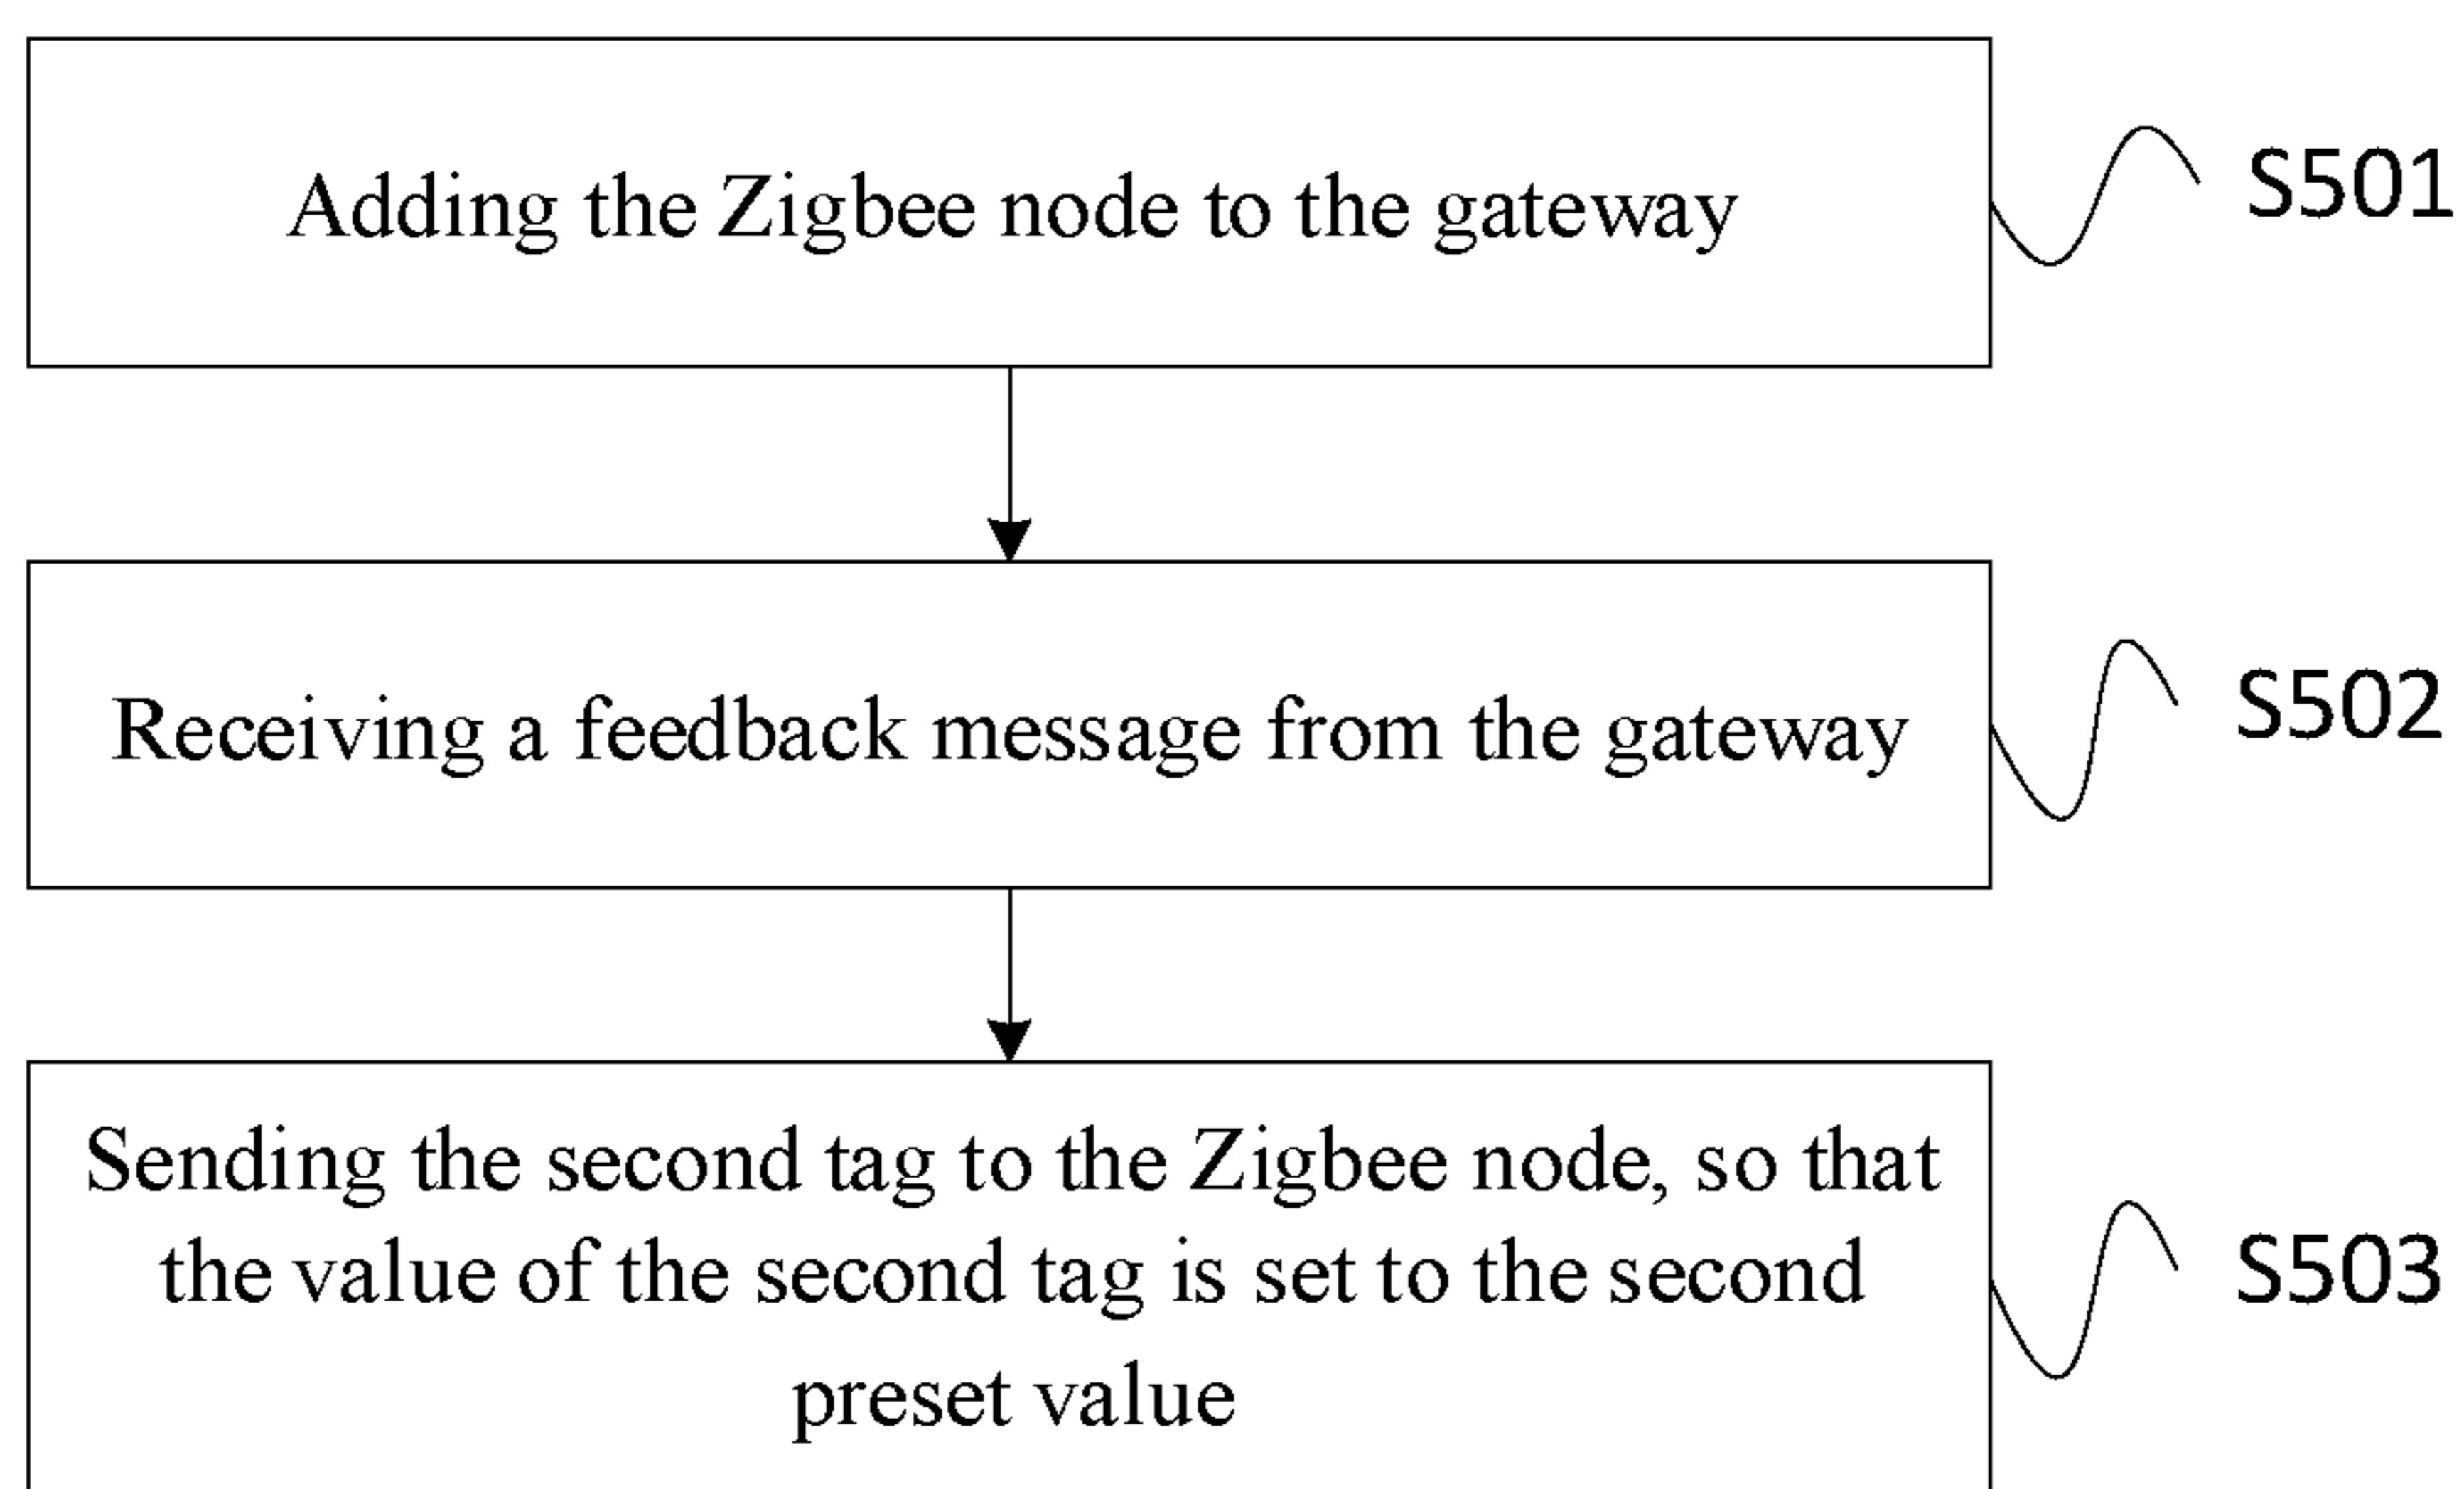 Adding the Zigbee node to the gateway
S501
Receiving a feedback message from the gateway
S502
Sending the second tag to the Zigbee node, so that
the value of the second tag is set to the second
preset value
S503